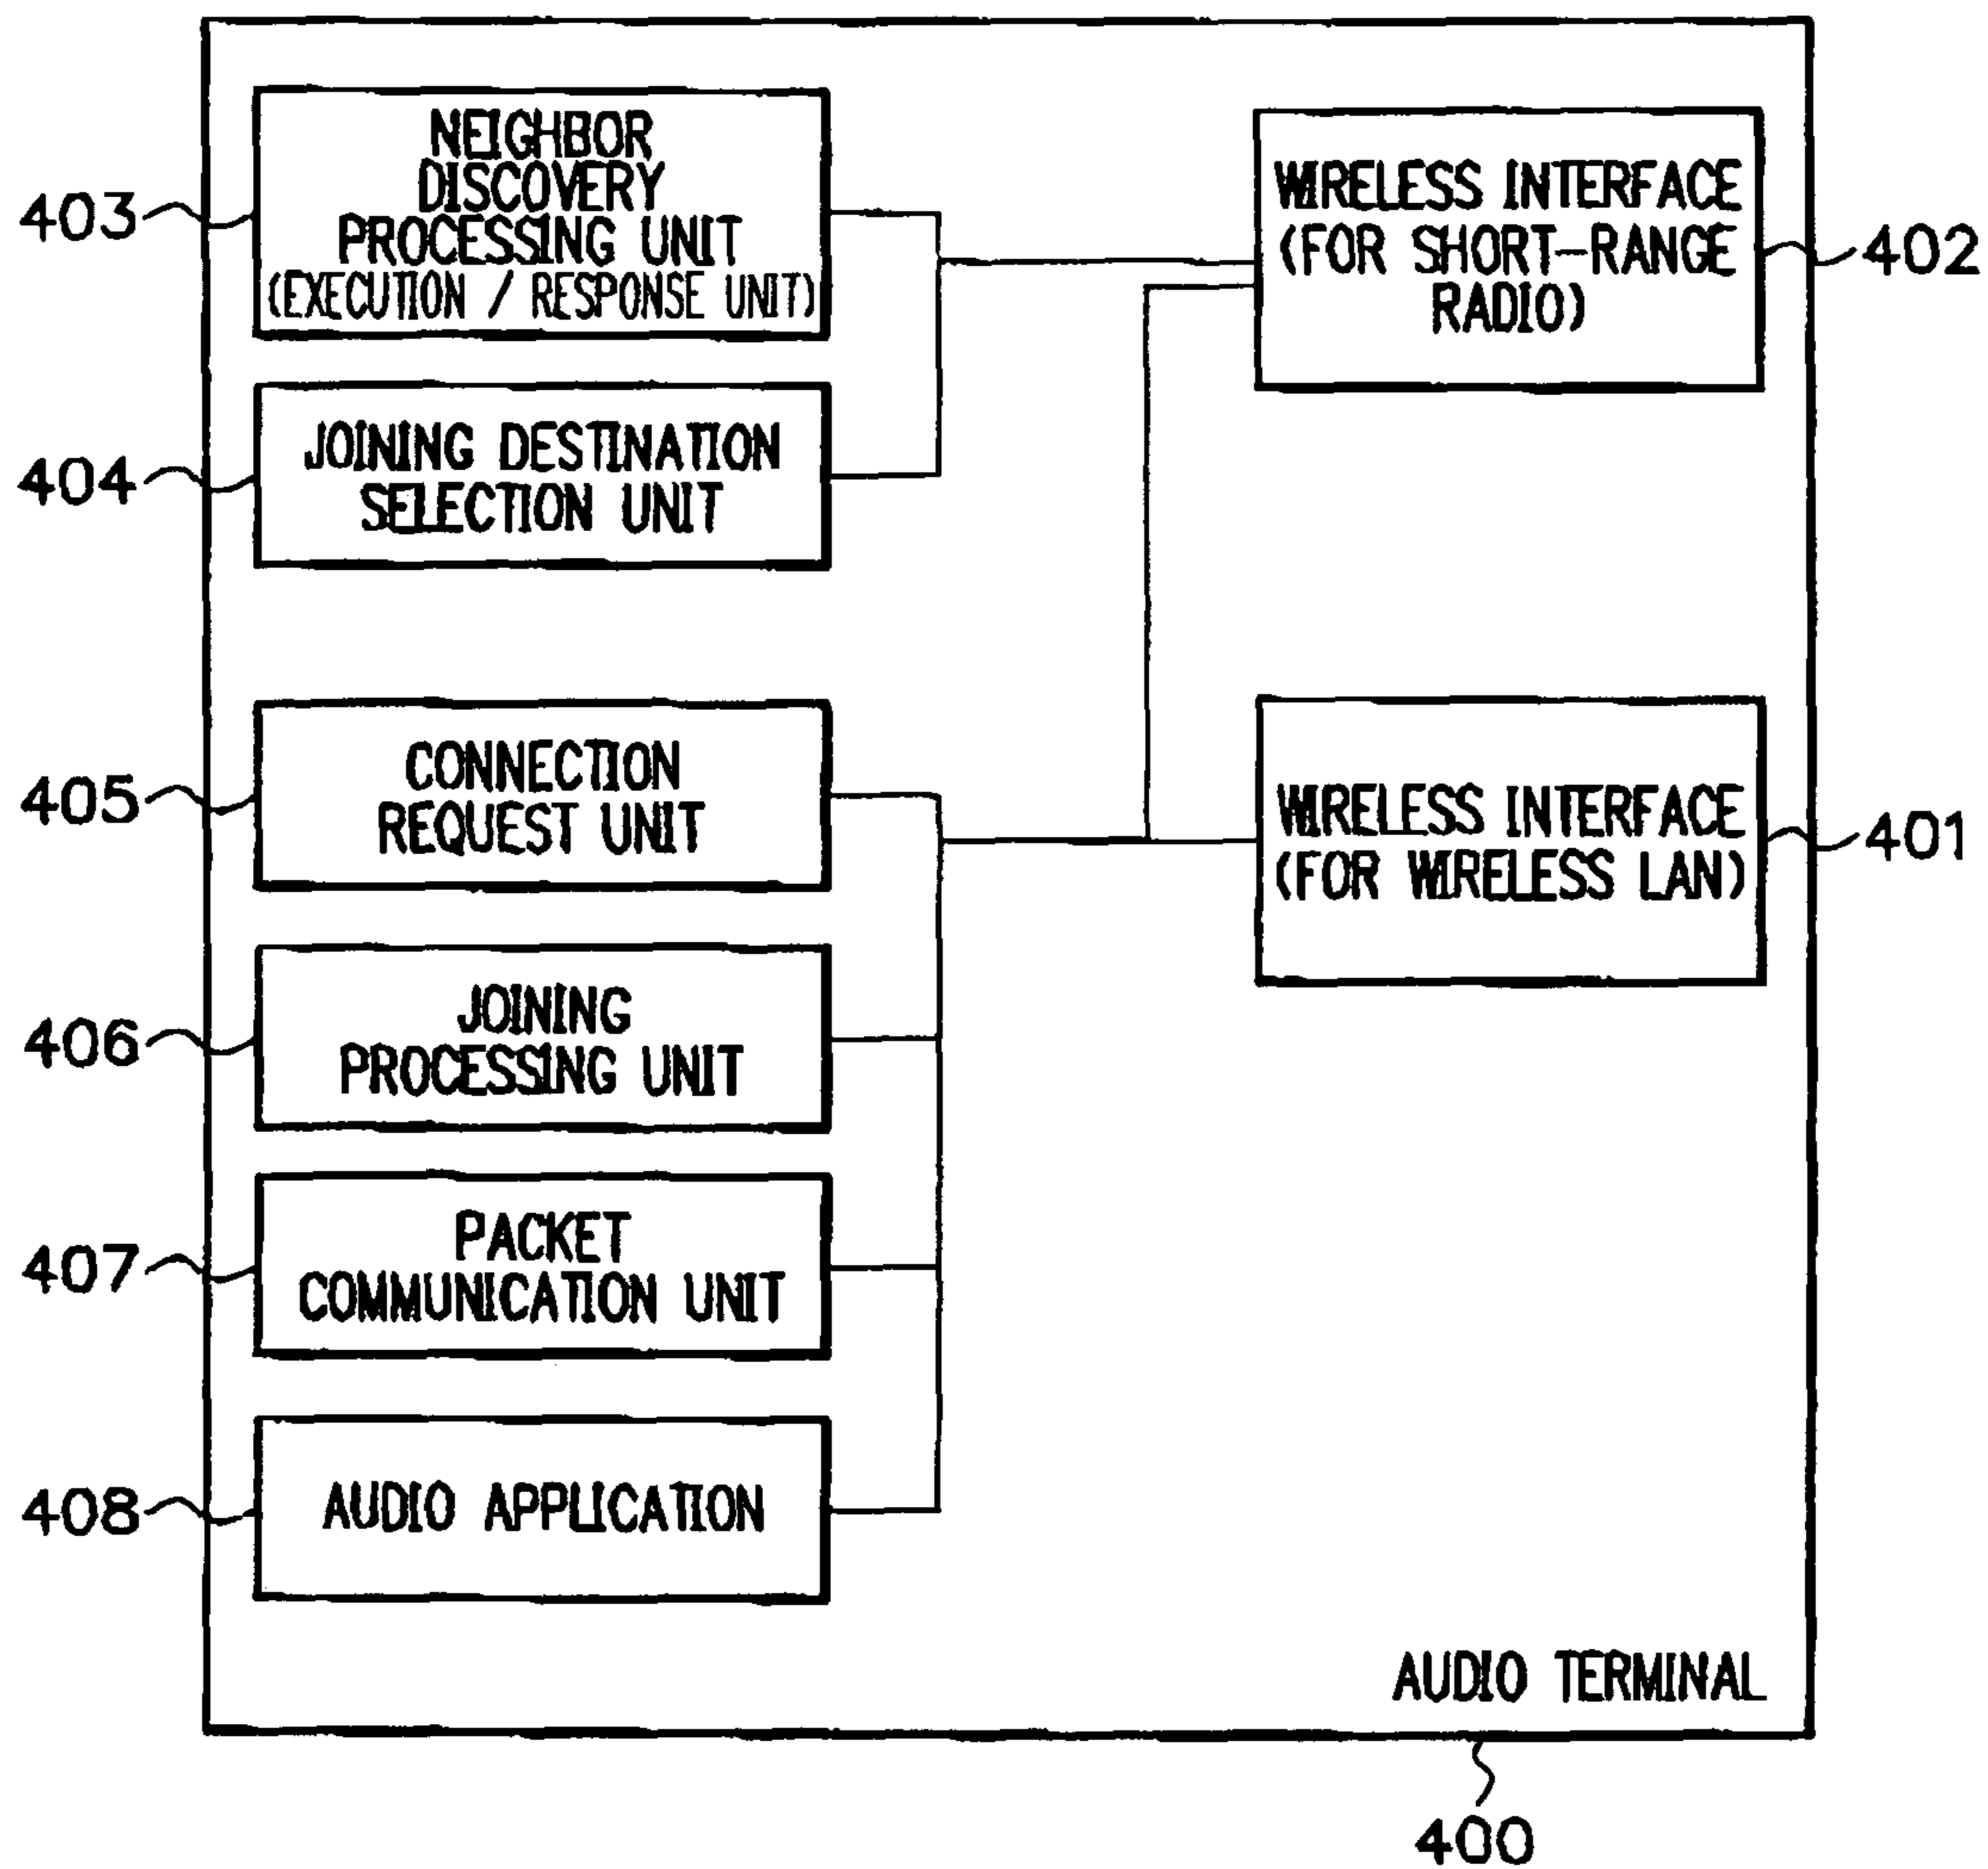 NEIGHBOR
DISCOVERY
PROCESSING UNIT
(EXECUTION / RESPONSE UNIT)
403
WIRELESS INTERFACE
(FOR SHORT-RANGE
RADIO)
402
JOINING DESTINATION
SELECTION UNIT
404
CONNECTION
REQUEST UNIT
405
WIRELESS INTERFACE
(FOR WIRELESS LAN)
401
JOINING
PROCESSING UNIT
406
PACKET
COMMUNICATION UNIT
407
AUDIO APPLICATION
408
AUDIO TERMINAL
400